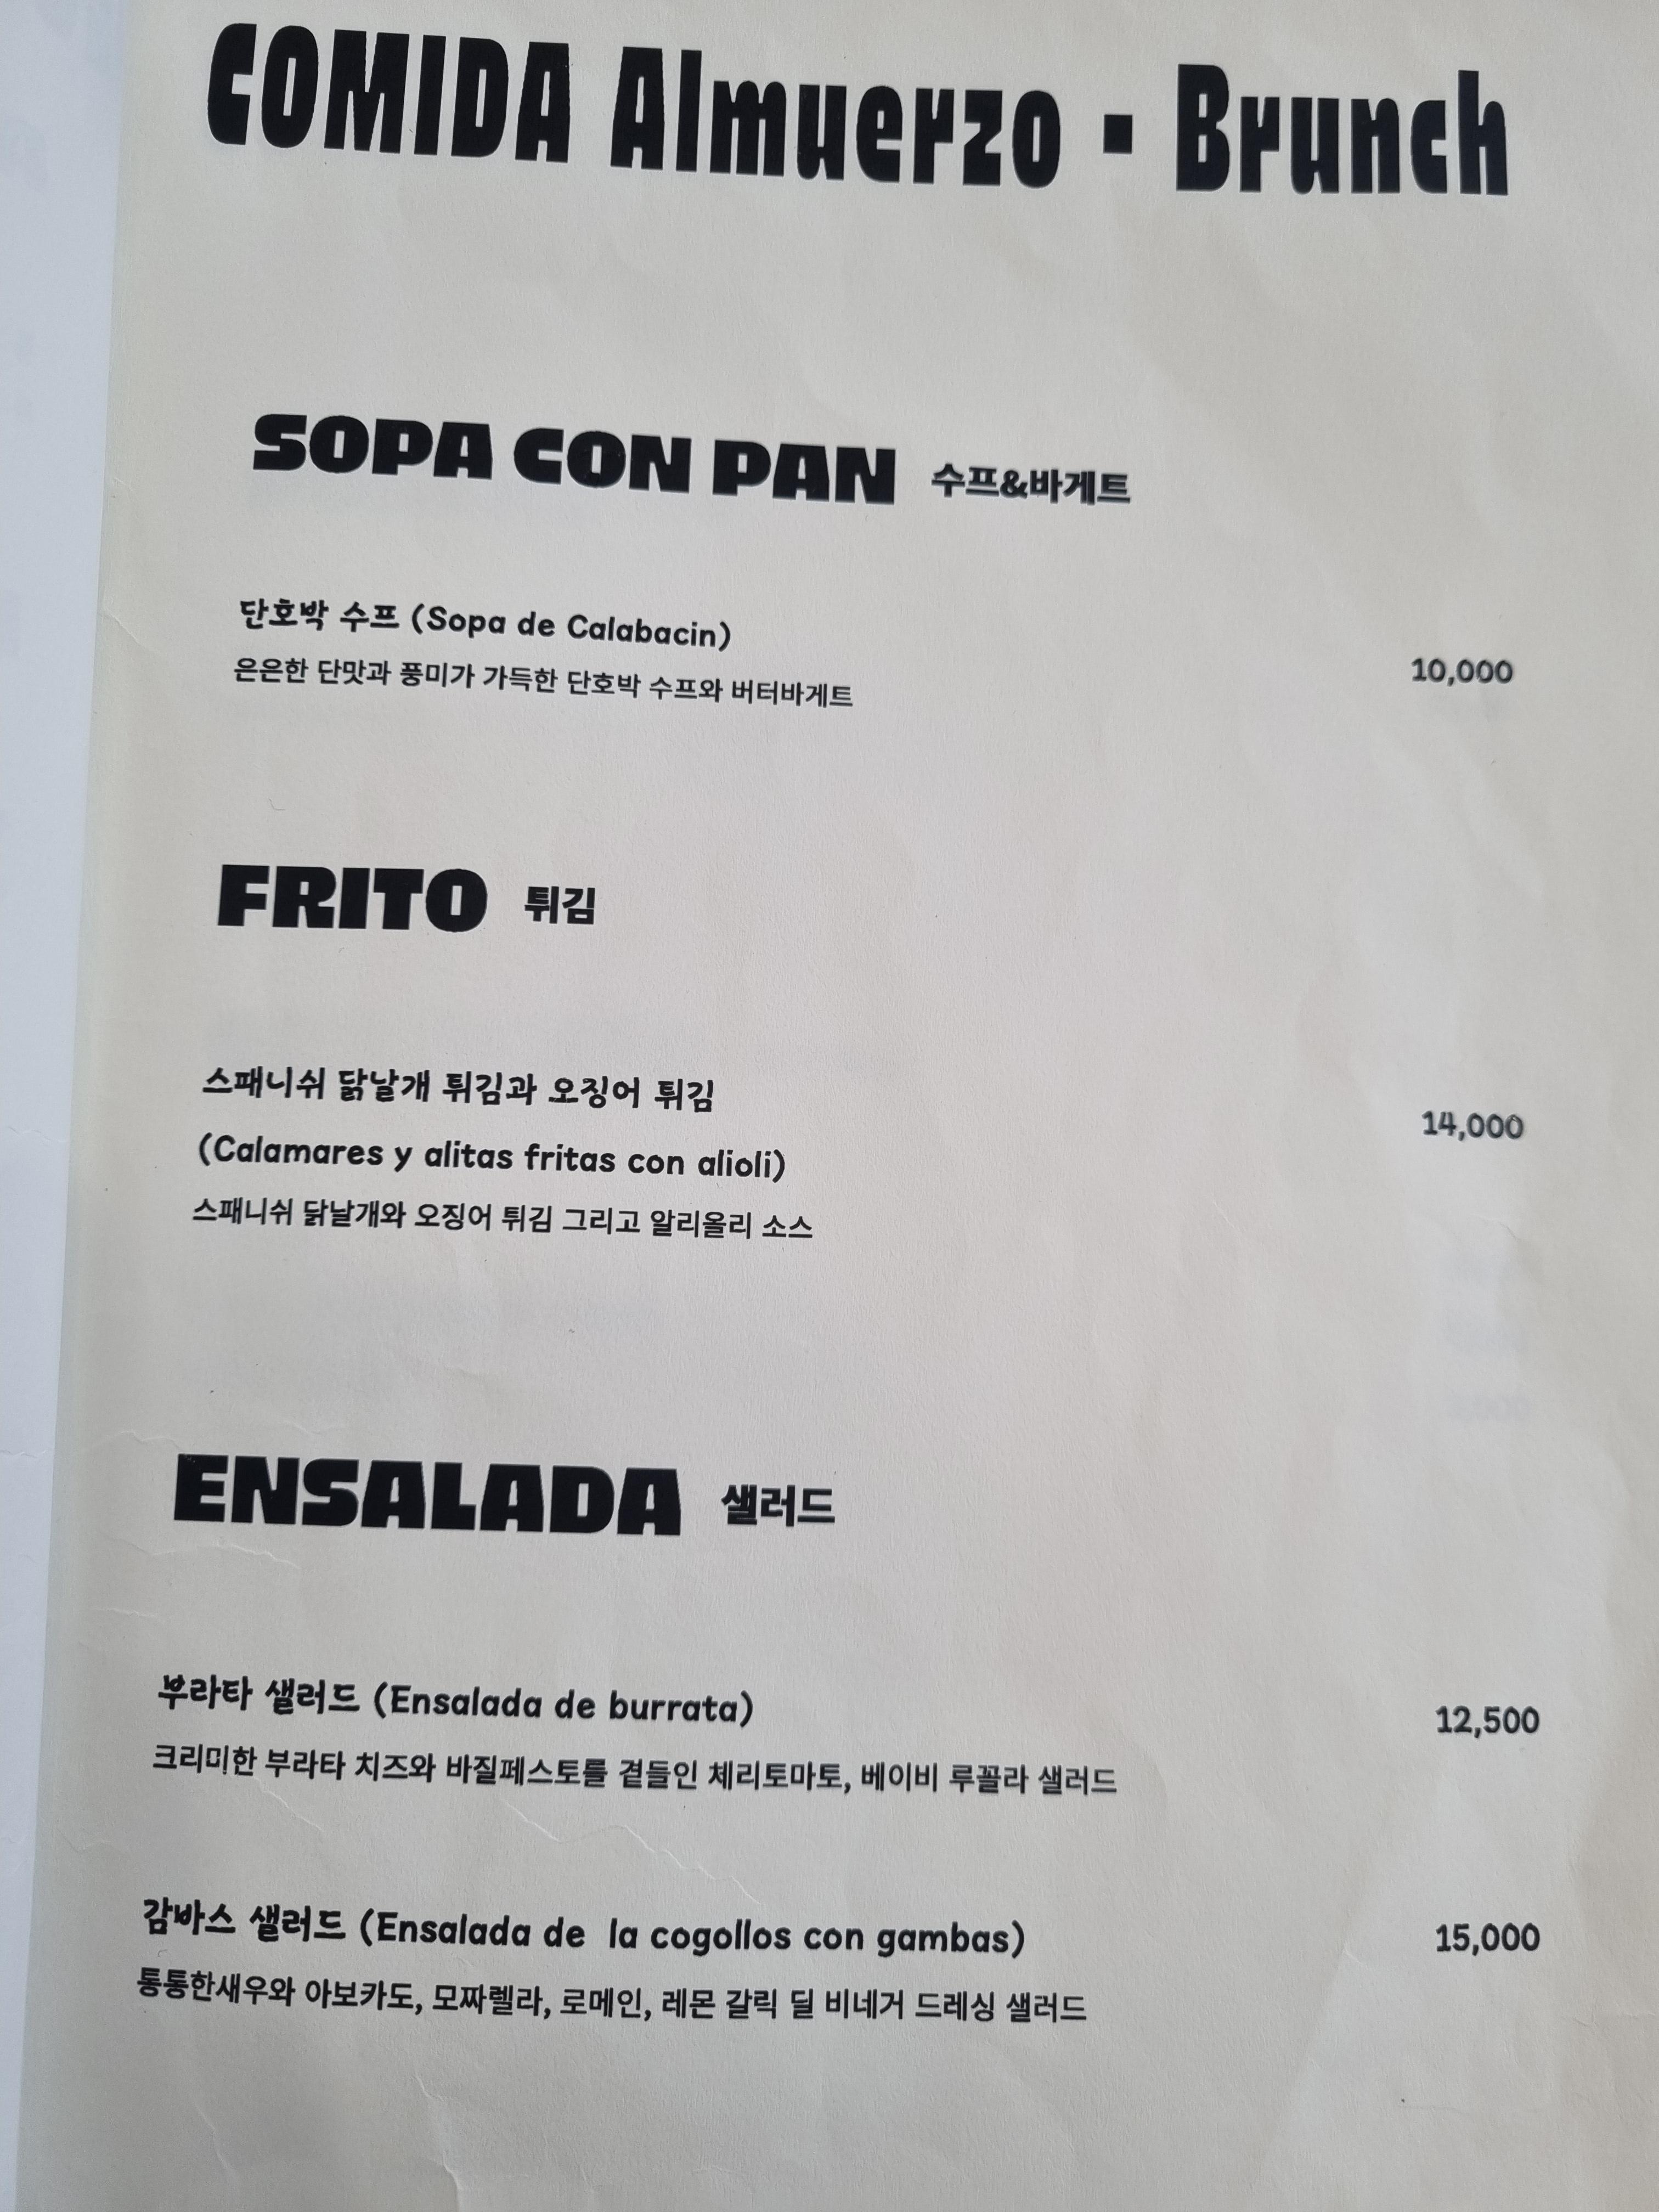 COMIDA Almuerzo · Brunch
SOPA CON PAN 수프&바게트
단호박 수프 (Sopa de Calabacin)
은은한 단맛과 풍미가 가득한 단호박 수프와 버터바게트
10,000
FRITO 튀김
스패니쉬 닭날개 튀김과 오징어 튀김
(Calamares y alitas fritas con alioli)
14,000
스패니쉬 닭날개와 오징어 튀김 그리고 알리올리 소스
ENSALADA 샐러드
부라타 샐러드 (Ensalada de burrata)
12,500
크리미한 부라타 치즈와 바질페스토를 곁들인 체리토마토, 베이비 루꼴라 샐러드
감바스 샐러드 (Ensalada de la cogollos con gambas)
15,000
통통한새우와 아보카도, 모짜렐라, 로메인, 레몬 갈릭 딜 비네거 드레싱 샐러드